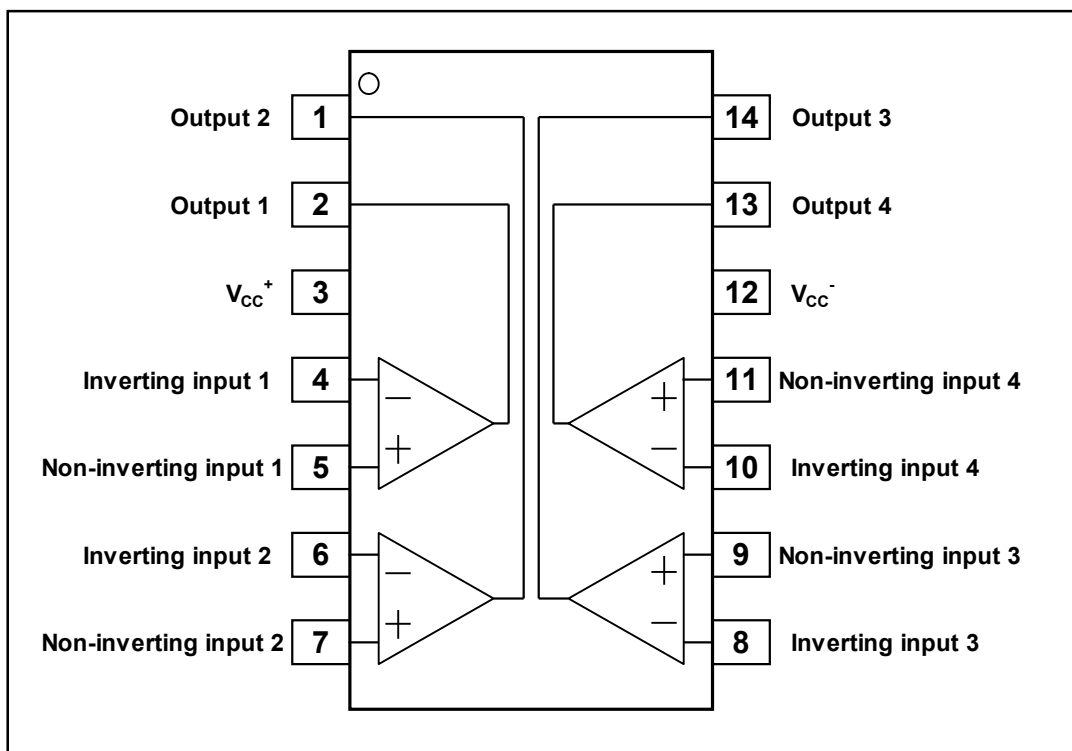 Output 2 1 14 Output 3
Output 1 2 13 Output 4
VCC+ 3 12 VCC-
Inverting input 1 4 − + 11 Non-inverting input 4
Non-inverting input 1 5 + − 10 Inverting input 4
Inverting input 2 6 − + 9 Non-inverting input 3
Non-inverting input 2 7 + − 8 Inverting input 3